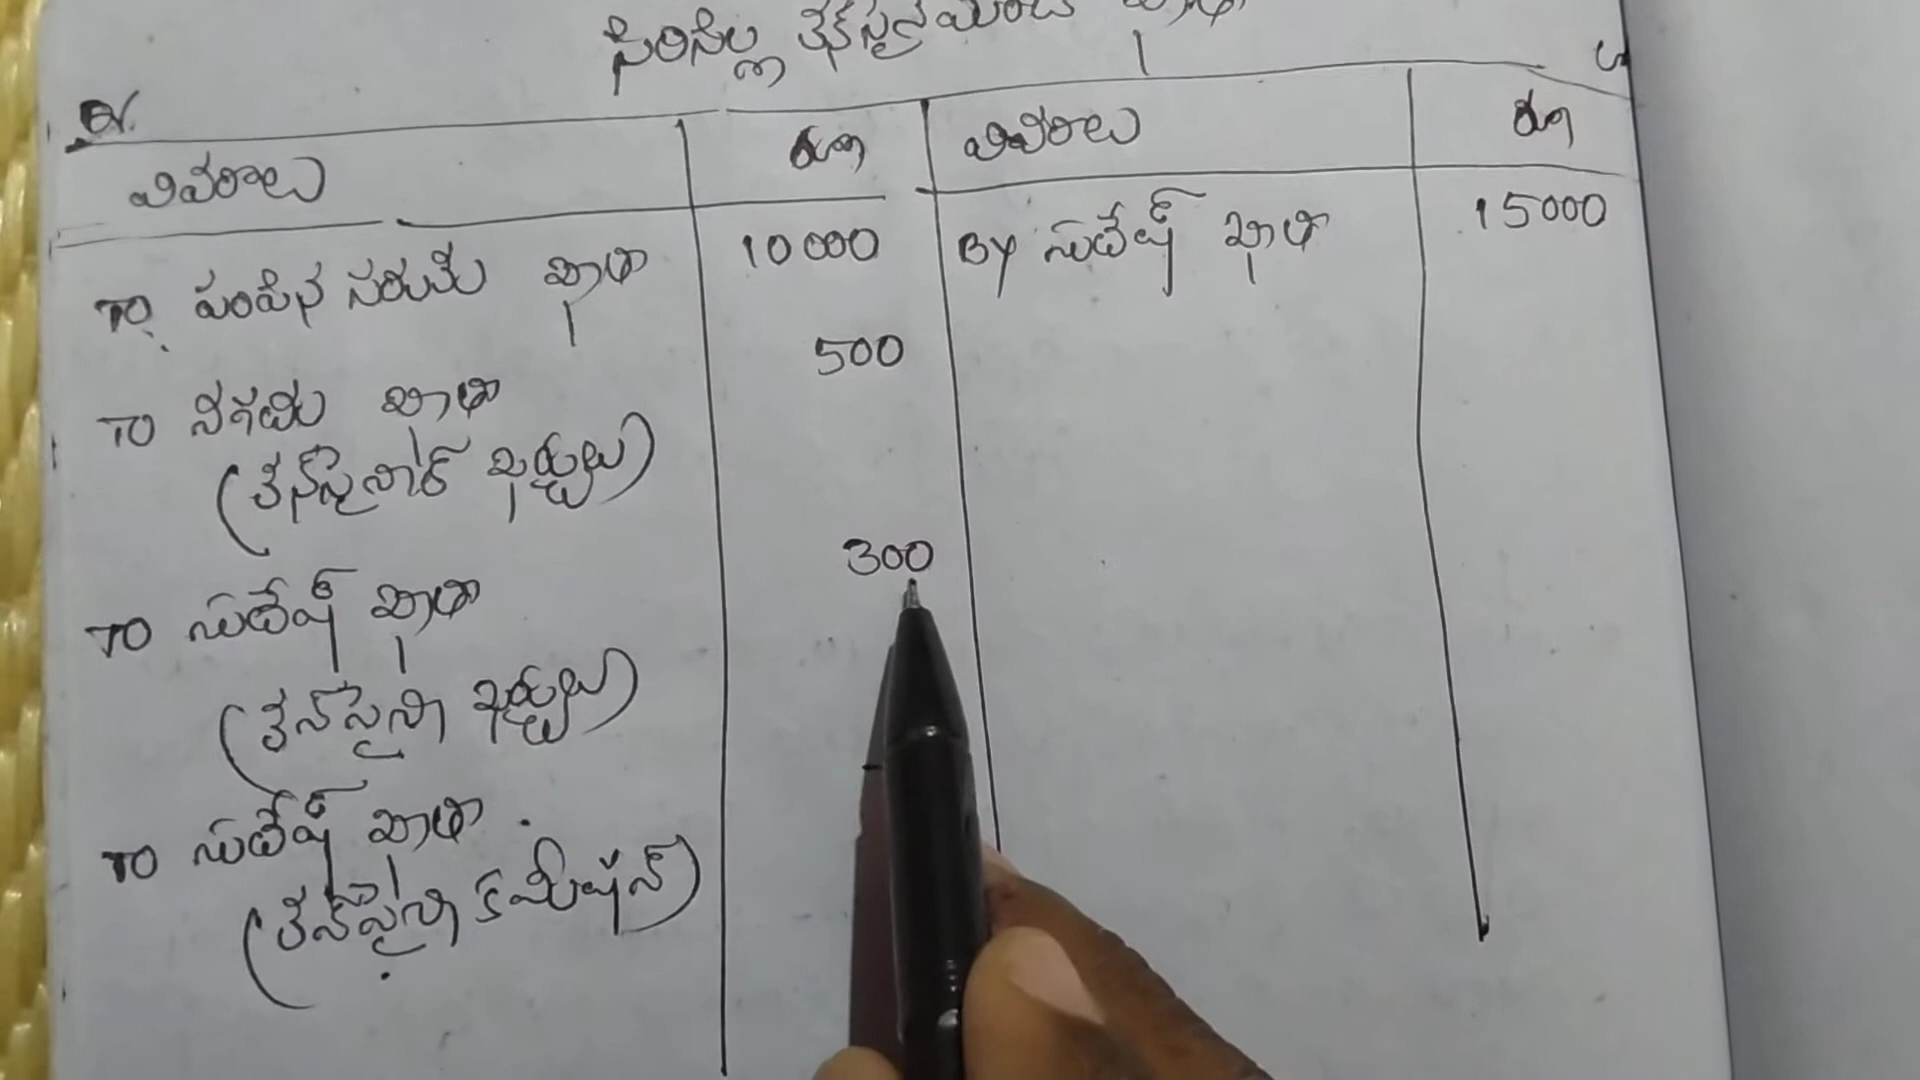 సిరిసిల్ల కన్‌సైన్‌మెంట్ ఖాతా
Dr.
వివరాలు రూ వివరాలు రూ
To పంపిన సరుకు ఖాతా 10000 By సుదేష్ ఖాతా 15000
To నగదు ఖాతా 500
(కన్‌సైనార్ ఖర్చులు)
To సుదేష్ ఖాతా 300
(కన్‌సైనీ ఖర్చులు)
To సుదేష్ ఖాతా
(కన్‌సైనీ కమీషన్)